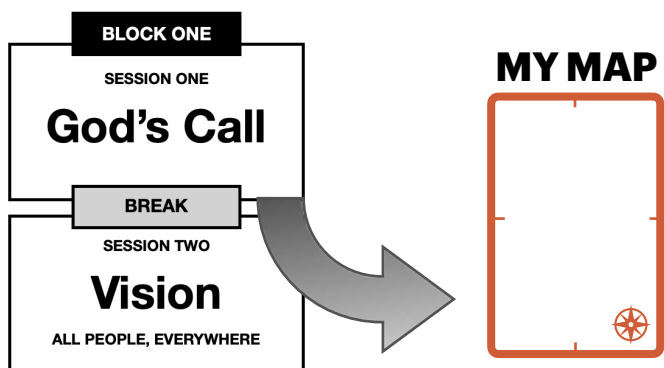 BLOCK ONE
SESSION ONE
God's Call
BREAK
SESSION TWO
Vision
ALL PEOPLE, EVERYWHERE
MY MAP